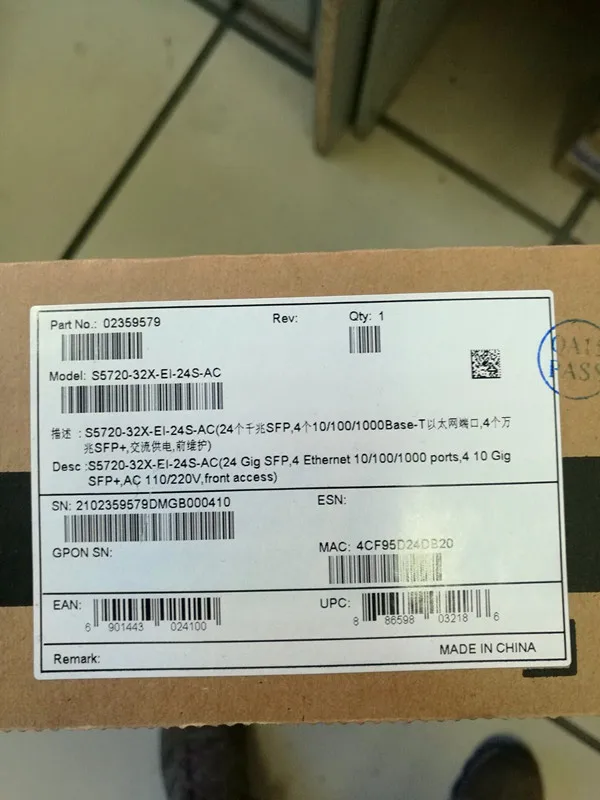 Part No.: 02359579 Rev: Qty: 1
Model: S5720-32X-EI-24S-AC
描述 : S5720-32X-EI-24S-AC(24个千兆SFP,4个10/100/1000Base-T以太网端口,4个万
兆SFP+,交流供电,前维护)
Desc :S5720-32X-EI-24S-AC(24 Gig SFP,4 Ethernet 10/100/1000 ports,4 10 Gig
SFP+,AC 110/220V,front access)
SN: 2102359579DMGB000410 ESN:
GPON SN:
MAC: 4CF95D24DB20
EAN: UPC:
6 901443 024100 8 86598 03218 6
Remark: MADE IN CHINA
PASS